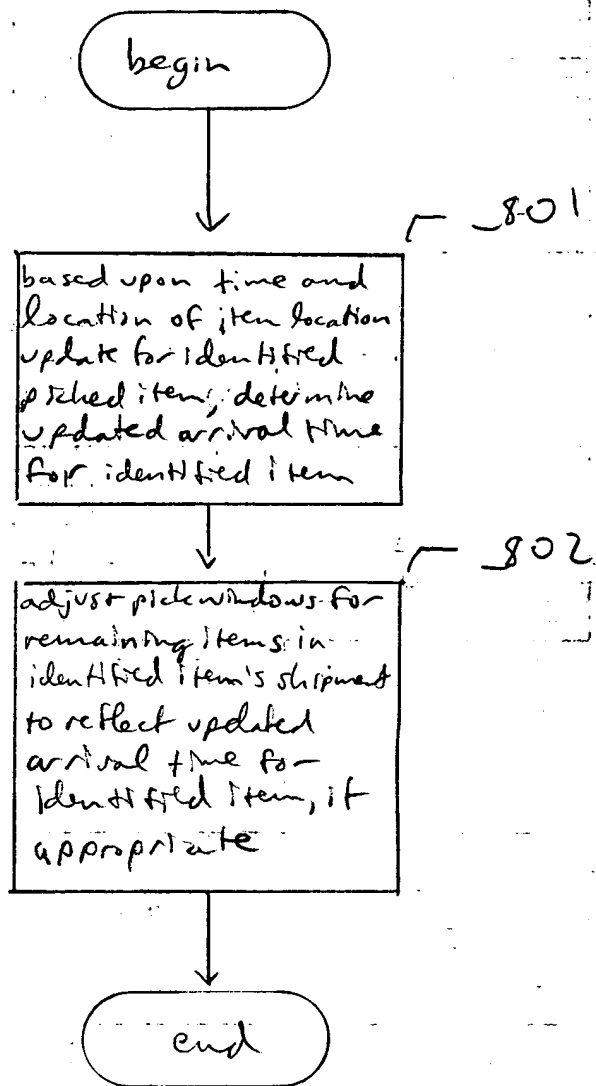 begin
801
based upon time and
location of item location
update for identified
picked item, determine
updated arrival time
for identified item
802
adjust pick windows for
remaining items in
identified item's shipment
to reflect updated
arrival time for
identified item, if
appropriate
end